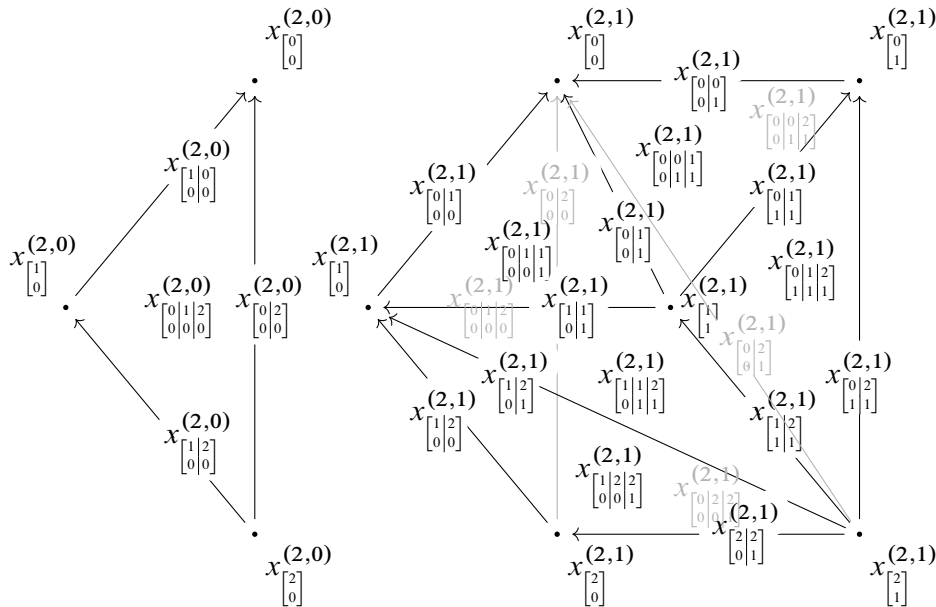 x^{(2,0)}_{[0; 0]}
x^{(2,1)}_{[0; 0]}
x^{(2,1)}_{[0; 1]}
x^{(2,1)}_{[0|0; 0|1]}
x^{(2,1)}_{[0|0|2; 0|1|1]}
x^{(2,0)}_{[1|0; 0|0]}
x^{(2,1)}_{[0|1; 0|0]}
x^{(2,1)}_{[0|2; 0|0]}
x^{(2,1)}_{[0|0|1; 0|1|1]}
x^{(2,1)}_{[0|1; 1|1]}
x^{(2,1)}_{[0|1|1; 0|0|1]}
x^{(2,1)}_{[0|1; 0|1]}
x^{(2,0)}_{[1; 0]}
x^{(2,1)}_{[1; 0]}
x^{(2,1)}_{[0|1|2; 1|1|1]}
x^{(2,0)}_{[0|1|2; 0|0|0]}
x^{(2,0)}_{[0|2; 0|0]}
x^{(2,1)}_{[0|1|2; 0|0|0]}
x^{(2,1)}_{[1|1; 0|1]}
x^{(2,1)}_{[1; 1]}
x^{(2,1)}_{[0|2; 0|1]}
x^{(2,1)}_{[1|2; 0|1]}
x^{(2,1)}_{[1|1|2; 0|1|1]}
x^{(2,1)}_{[0|2; 1|1]}
x^{(2,0)}_{[1|2; 0|0]}
x^{(2,1)}_{[1|2; 0|0]}
x^{(2,1)}_{[1|2; 1|1]}
x^{(2,1)}_{[1|2|2; 0|0|1]}
x^{(2,1)}_{[0|2|2; 0|0|1]}
x^{(2,1)}_{[2|2; 0|1]}
x^{(2,0)}_{[2; 0]}
x^{(2,1)}_{[2; 0]}
x^{(2,1)}_{[2; 1]}